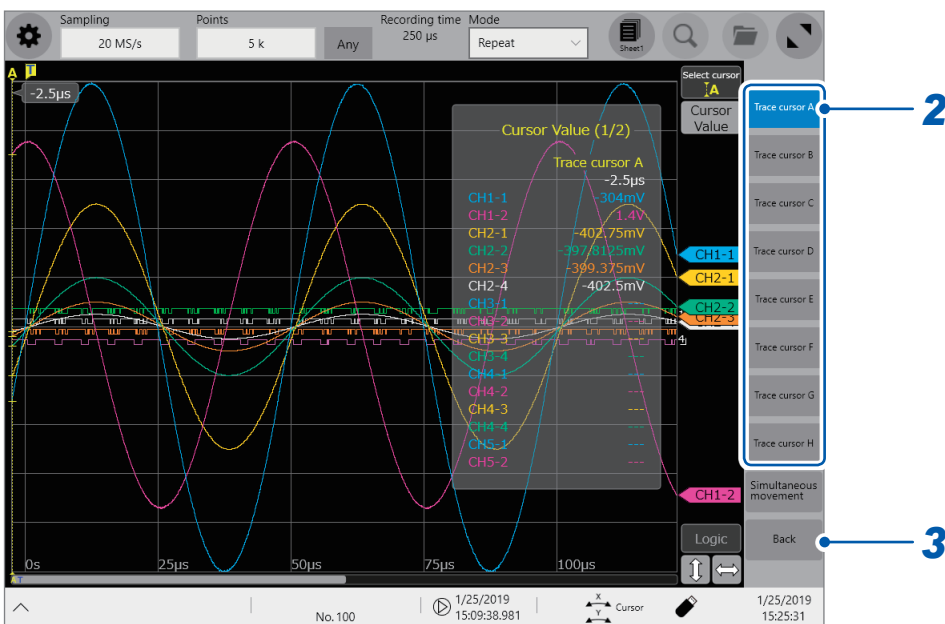 Sampling
Points
Recording time
Mode
20 MS/s
5 k
Any
250 µs
Repeat
Sheet1
A
T
-2.5µs
Select cursor
A
Cursor
Value
Cursor Value (1/2)
Trace cursor A
-2.5µs
CH1-1 -304mV
CH1-2 1.4V
CH2-1 -402.75mV
CH2-2 -397.8125mV
CH2-3 -399.375mV
CH2-4 -402.5mV
CH3-1 ---
CH3-2 ---
CH3-3 ---
CH3-4 ---
CH4-1 ---
CH4-2 ---
CH4-3 ---
CH4-4 ---
CH5-1 ---
CH5-2 ---
CH1-1
CH2-1
CH2-2
CH2-3
4
CH1-2
0s
25µs
50µs
75µs
100µs
AT
Logic
Trace cursor A
Trace cursor B
Trace cursor C
Trace cursor D
Trace cursor E
Trace cursor F
Trace cursor G
Trace cursor H
Simultaneous
movement
Back
2
3
No. 100
1/25/2019
15:09:38.981
X
Y
Cursor
1/25/2019
15:25:31